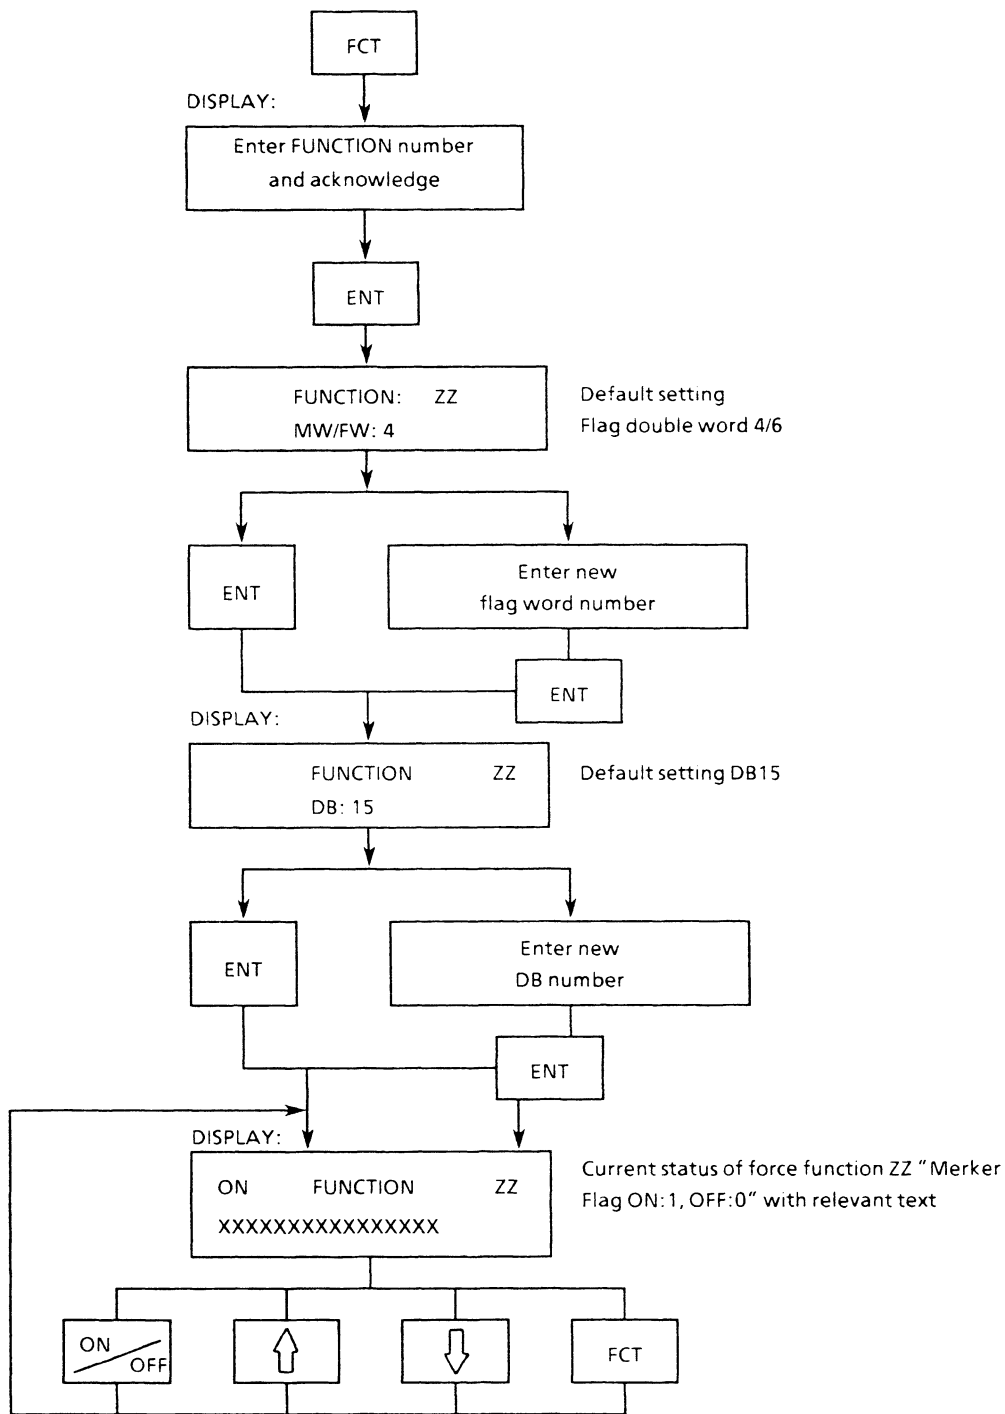 FCT
DISPLAY:
Enter FUNCTION number
and acknowledge
ENT
FUNCTION: ZZ
MW/FW: 4
Default setting
Flag double word 4/6
ENT
Enter new
flag word number
ENT
DISPLAY:
FUNCTION ZZ
DB: 15
Default setting DB15
ENT
Enter new
DB number
ENT
DISPLAY:
ON FUNCTION ZZ
XXXXXXXXXXXXXXXX
Current status of force function ZZ "Merker
Flag ON:1, OFF:0" with relevant text
ON
OFF
FCT